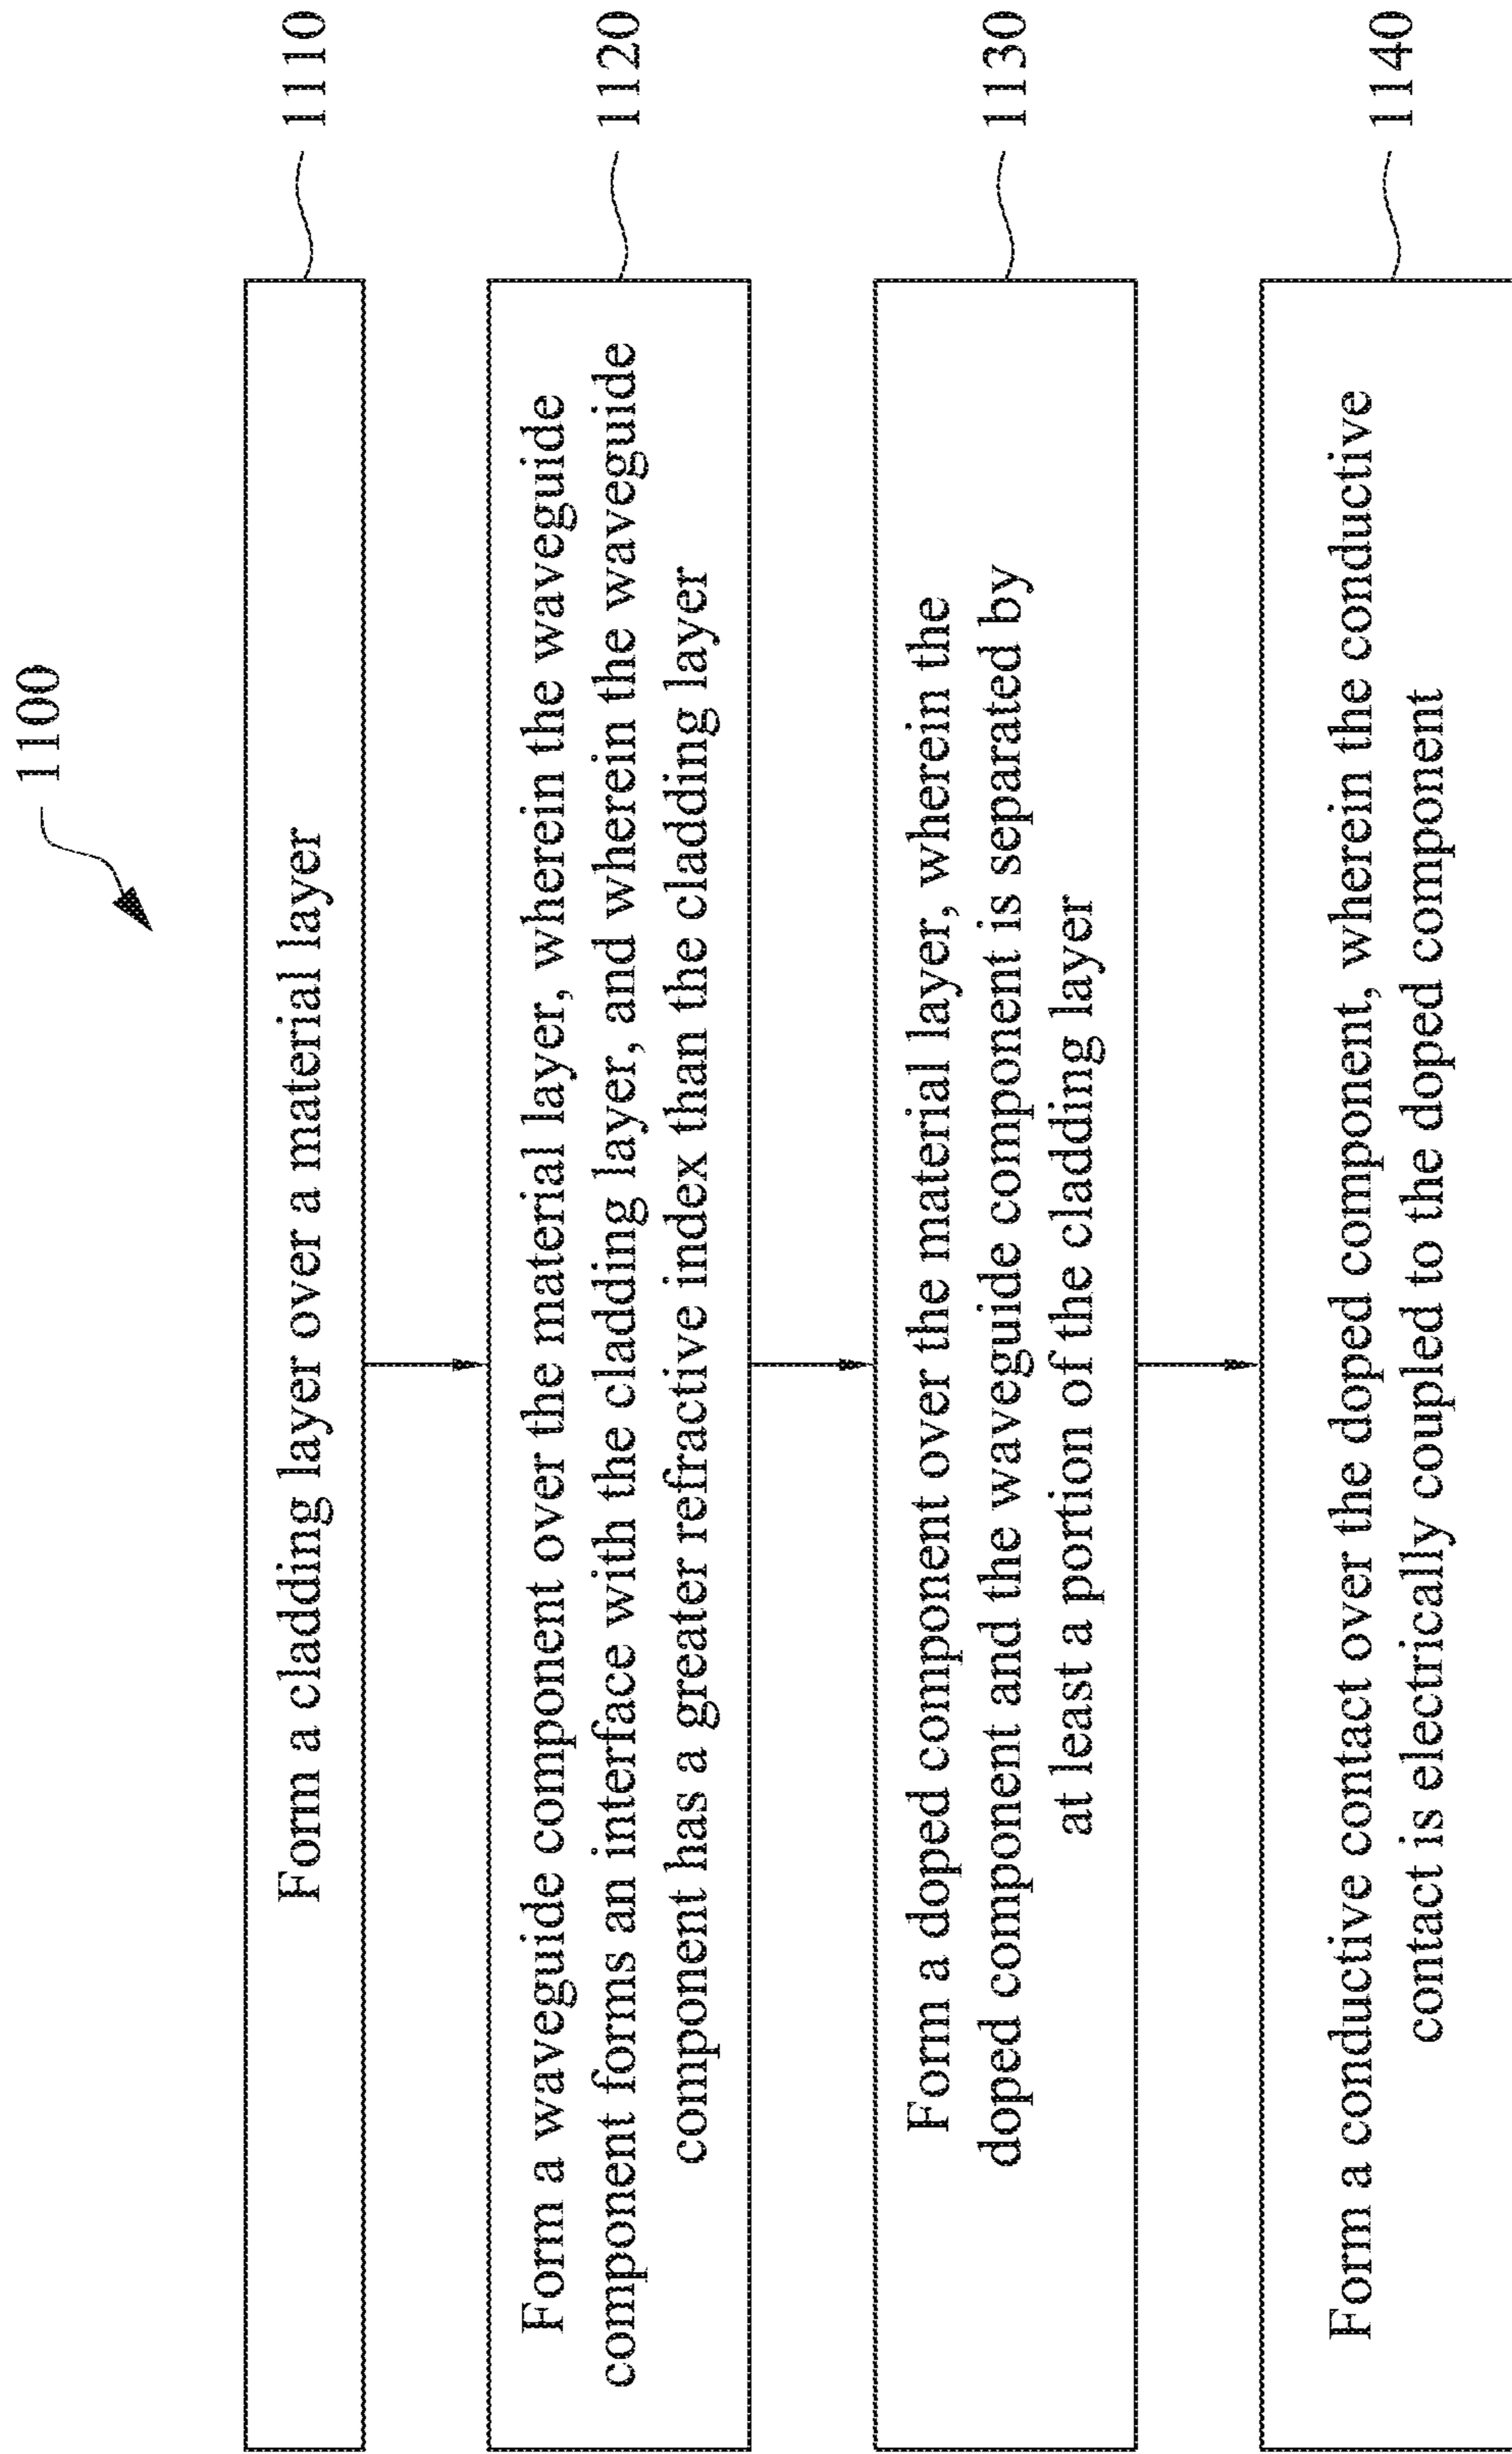 1100
Form a cladding layer over a material layer
1110
Form a waveguide component over the material layer, wherein the waveguide
component forms an interface with the cladding layer, and wherein the waveguide
component has a greater refractive index than the cladding layer
1120
Form a doped component over the material layer, wherein the
doped component and the waveguide component is separated by
at least a portion of the cladding layer
1130
Form a conductive contact over the doped component, wherein the conductive
contact is electrically coupled to the doped component
1140